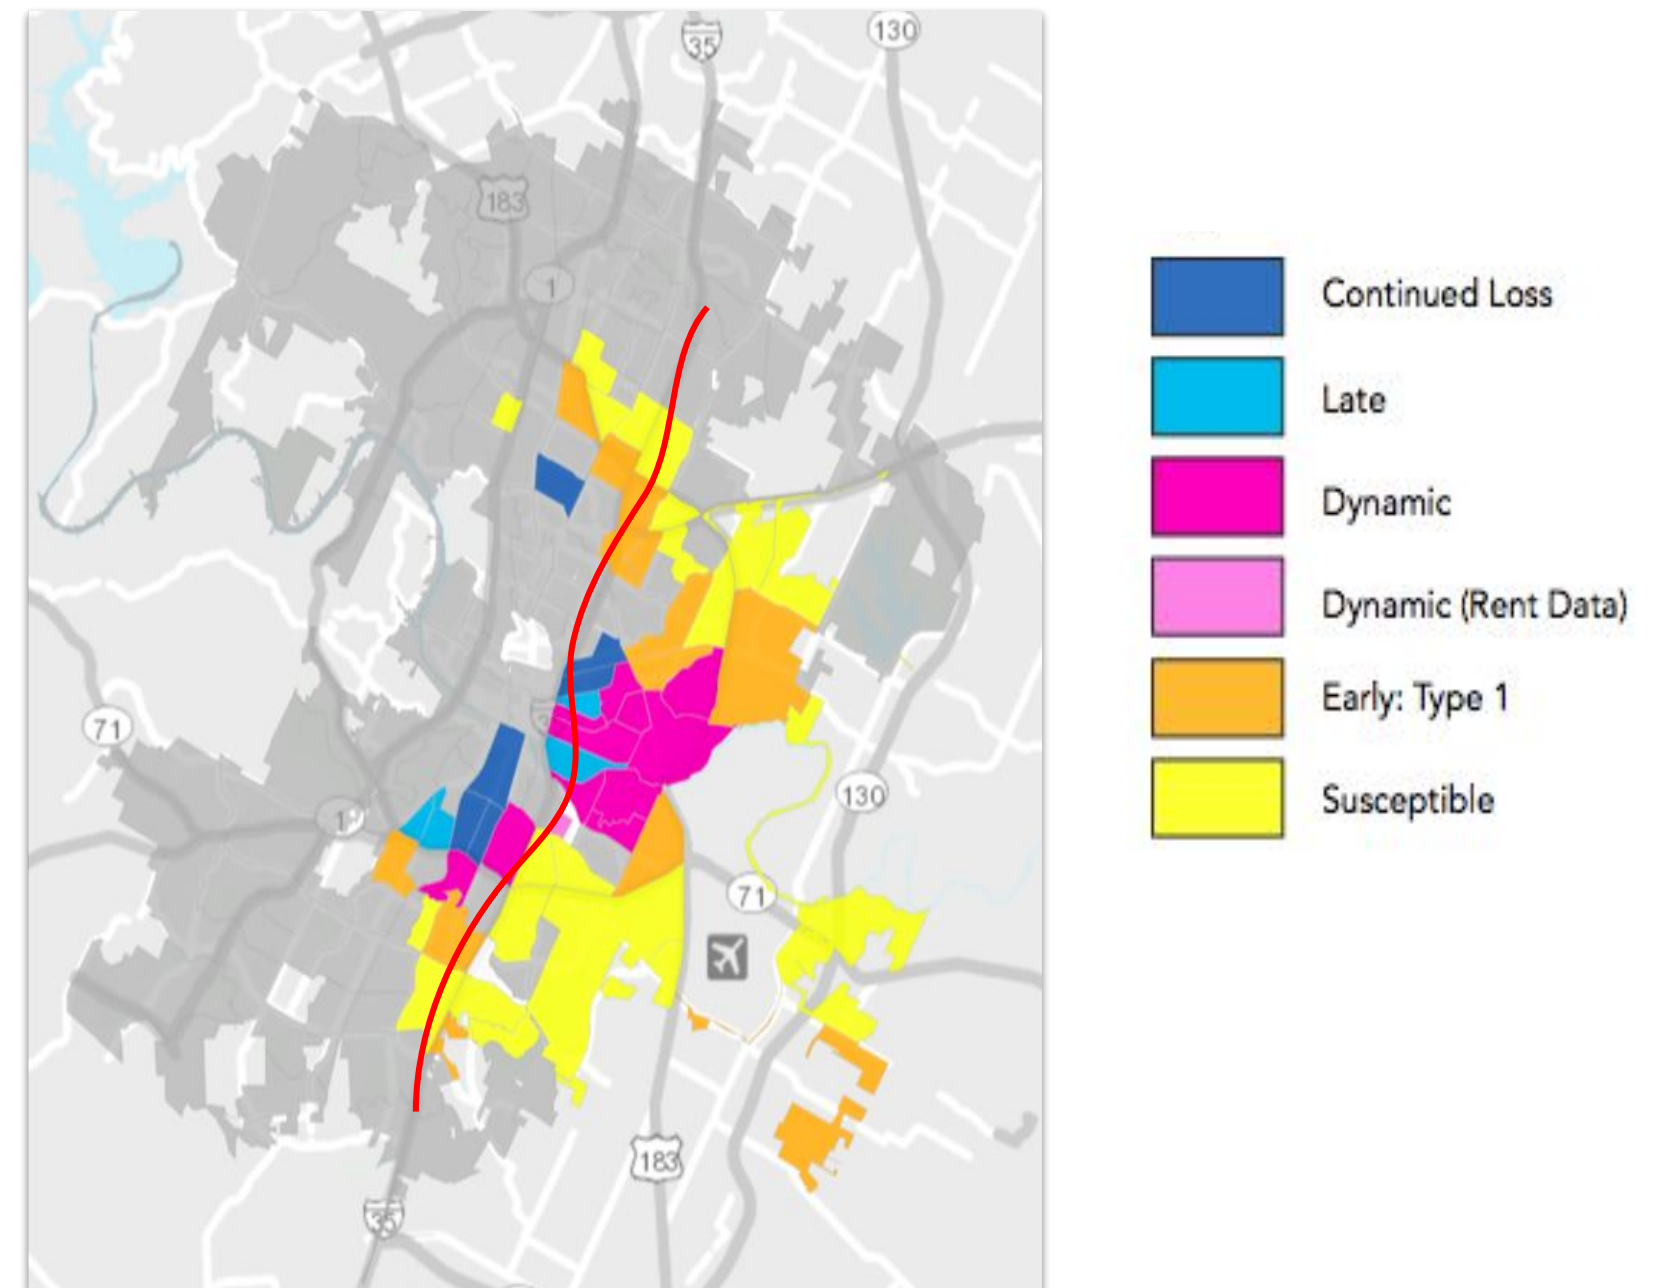 35
130
183
1
71
1
130
71
183
35
Continued Loss
Late
Dynamic
Dynamic (Rent Data)
Early: Type 1
Susceptible